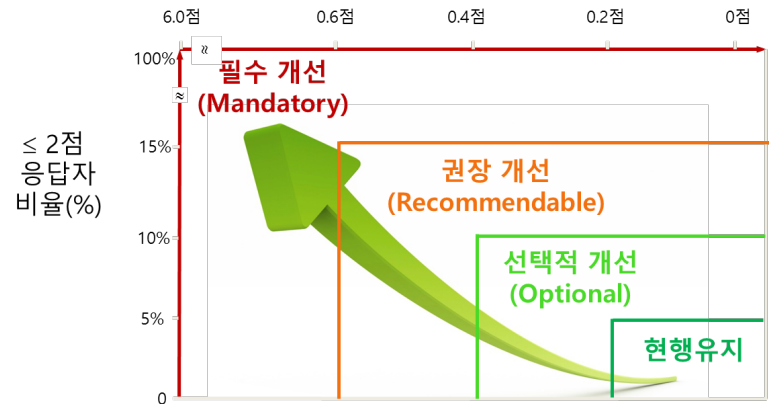 6.0점 0.6점 0.4점 0.2점 0점
100%
≈
≈
필수 개선
(Mandatory)
≤ 2점
응답자
비율(%)
15%
권장 개선
(Recommendable)
10%
선택적 개선
(Optional)
5%
현행유지
0